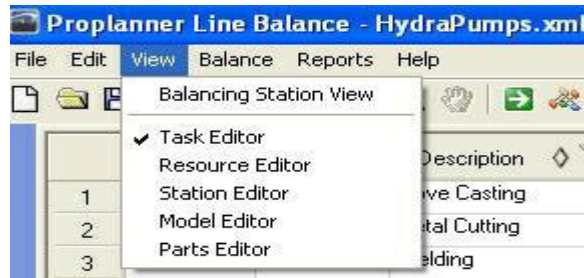 Proplanner Line Balance - HydraPumps.xml
File Edit View Balance Reports Help
Balancing Station View
Task Editor
Resource Editor
Station Editor
Model Editor
Parts Editor
Description
1
2
3